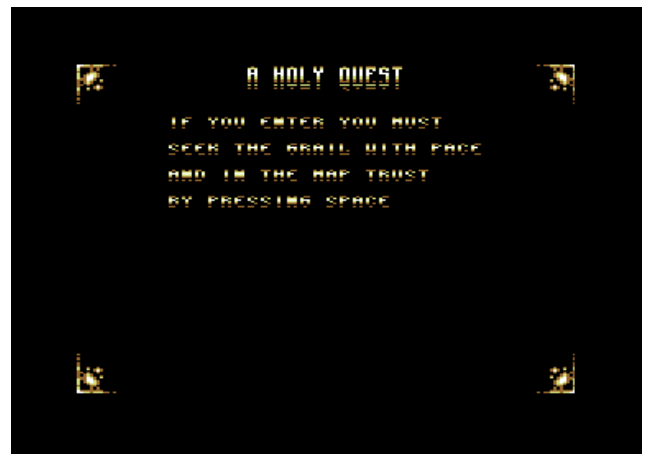 A HOLY QUEST
IF YOU ENTER YOU MUST
SEEK THE GRAIL WITH PACE
AND IN THE MAP TRUST
BY PRESSING SPACE